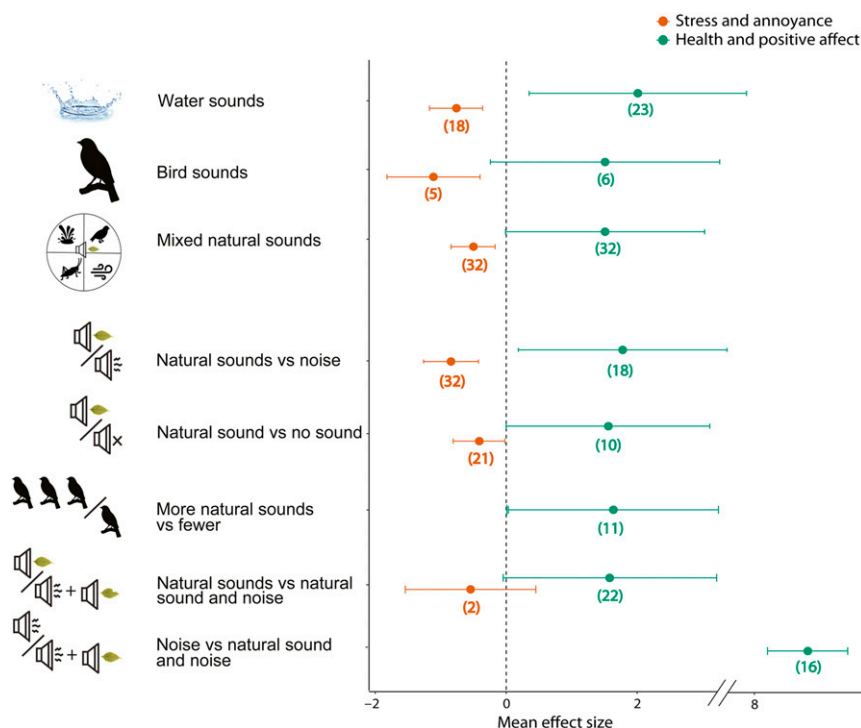 Stress and annoyance
Health and positive affect
Water sounds
(18)
(23)
Bird sounds
(5)
(6)
Mixed natural sounds
(32)
(32)
Natural sounds vs noise
(32)
(18)
Natural sound vs no sound
(21)
(10)
More natural sounds
vs fewer
(11)
Natural sounds vs natural
sound and noise
(2)
(22)
Noise vs natural sound
and noise
(16)
−2
0
2
8
Mean effect size